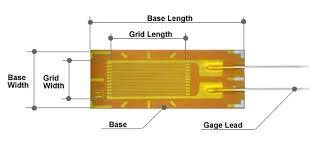 Base Length
Grid Length
Base
Width
Grid
Width
Base
Gage Lead